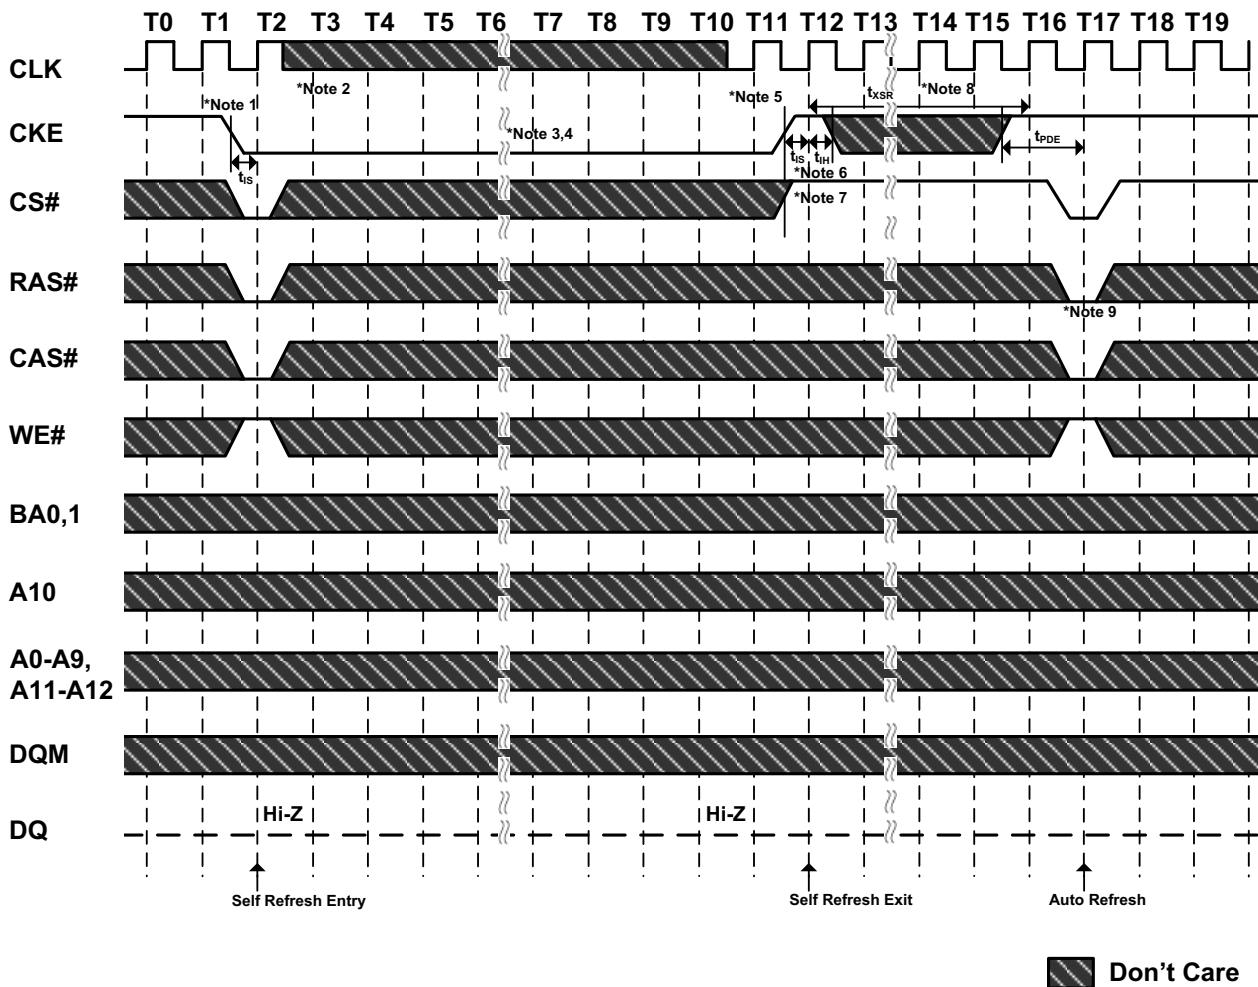 T0 T1 T2 T3 T4 T5 T6 T7 T8 T9 T10 T11 T12 T13 T14 T15 T16 T17 T18 T19
CLK
*Note 2
*Note 5
tXSR
*Note 8
*Note 1
CKE
*Note 3,4
tPDE
tIS
tIS
tIH
*Note 6
CS#
*Note 7
RAS#
*Note 9
CAS#
WE#
BA0,1
A10
A0-A9,
A11-A12
DQM
Hi-Z
Hi-Z
DQ
Self Refresh Entry
Self Refresh Exit
Auto Refresh
Don't Care